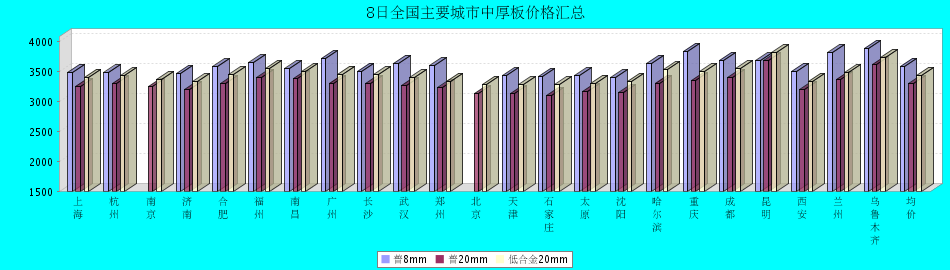 8日全国主要城市中厚板价格汇总
4000
3500
3000
2500
2000
1500
上海
杭州
南京
济南
合肥
福州
南昌
广州
长沙
武汉
郑州
北京
天津
石家庄
太原
沈阳
哈尔滨
重庆
成都
昆明
西安
兰州
乌鲁木齐
均价
普8mm 普20mm 低合金20mm